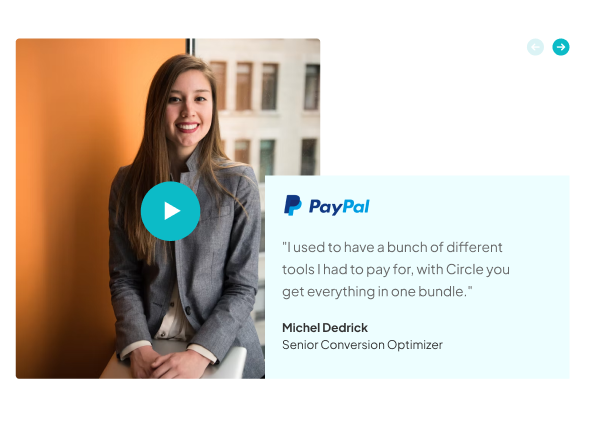 PayPal
"I used to have a bunch of different
tools I had to pay for, with Circle you
get everything in one bundle."
Michel Dedrick
Senior Conversion Optimizer